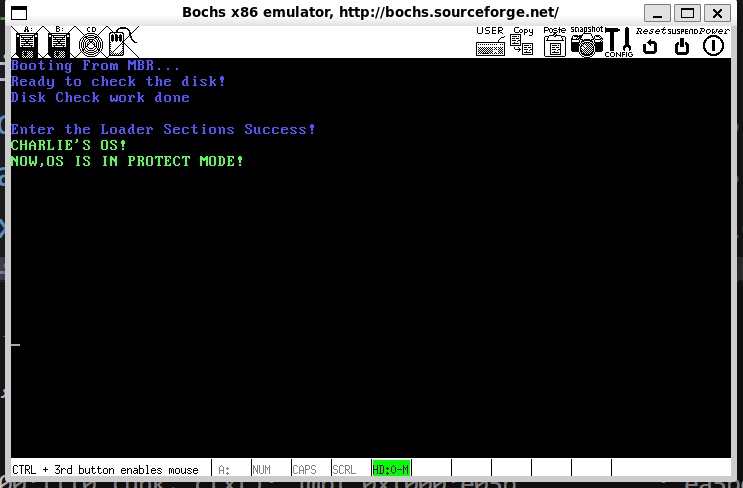 Bochs x86 emulator, http://bochs.sourceforge.net/
A: B: CD USER Copy Paste Snapshot CONFIG Reset SUSPEND Power
Booting From MBR...
Ready to check the disk!
Disk Check work done
Enter the Loader Sections Success!
CHARLIE'S OS!
NOW,OS IS IN PROTECT MODE!
CTRL + 3rd button enables mouse A: NUM CAPS SCRL HD:0-M